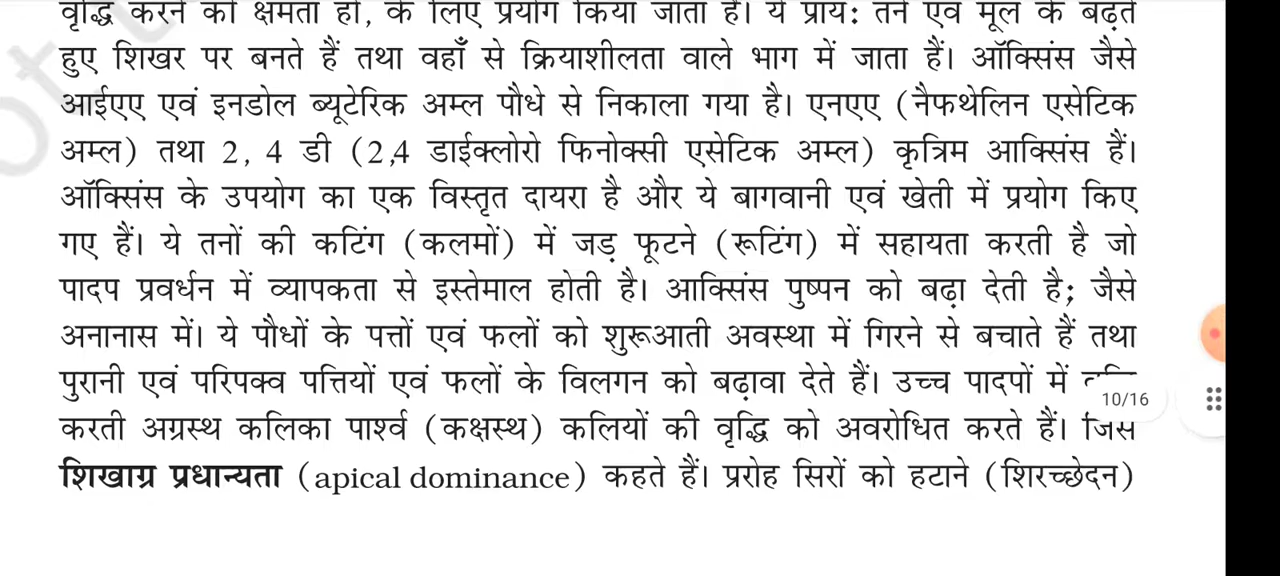 वृद्धि करने की क्षमता हो, के लिए प्रयोग किया जाता है। ये प्राय: तने एवं मूल के बढ़ते
हुए शिखर पर बनते हैं तथा वहाँ से क्रियाशीलता वाले भाग में जाता हैं। ऑक्सिंस जैसे
आईएए एवं इनडोल ब्यूटेरिक अम्ल पौधे से निकाला गया है। एनएए (नैफथेलिन एसेटिक
अम्ल) तथा 2, 4 डी (2,4 डाईक्लोरो फिनोक्सी एसेटिक अम्ल) कृत्रिम आक्सिंस हैं।
ऑक्सिंस के उपयोग का एक विस्तृत दायरा है और ये बागवानी एवं खेती में प्रयोग किए
गए हैं। ये तनों की कटिंग (कलमों) में जड़ फूटने (रूटिंग) में सहायता करती है जो
पादप प्रवर्धन में व्यापकता से इस्तेमाल होती है। आक्सिंस पुष्पन को बढ़ा देती है; जैसे
अनानास में। ये पौधों के पत्तों एवं फलों को शुरूआती अवस्था में गिरने से बचाते हैं तथा
पुरानी एवं परिपक्व पत्तियों एवं फलों के विलगन को बढ़ावा देते हैं। उच्च पादपों में
10/16
करती अग्रस्थ कलिका पार्श्व (कक्षस्थ) कलियों की वृद्धि को अवरोधित करते हैं। जिस
शिखाग्र प्रधान्यता (apical dominance) कहते हैं। प्ररोह सिरों को हटाने (शिरच्छेदन)